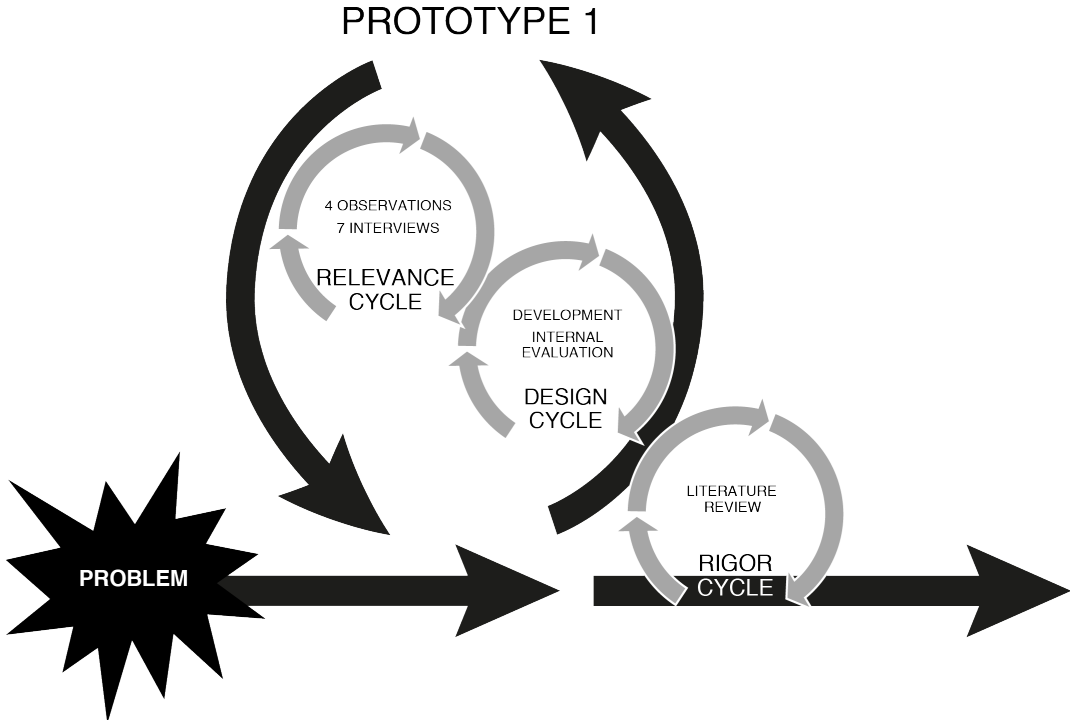 PROTOTYPE 1
4 OBSERVATIONS
7 INTERVIEWS
RELEVANCE
CYCLE
DEVELOPMENT
INTERNAL
EVALUATION
DESIGN
CYCLE
LITERATURE
REVIEW
RIGOR
CYCLE
PROBLEM